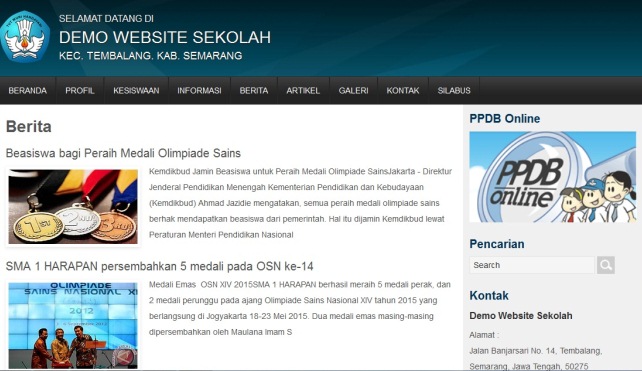 SELAMAT DATANG DI
DEMO WEBSITE SEKOLAH
KEC. TEMBALANG. KAB. SEMARANG
BERANDA PROFIL KESISWAAN INFORMASI BERITA ARTIKEL GALERI KONTAK SILABUS
Berita
Beasiswa bagi Peraih Medali Olimpiade Sains
1ST 2ND 3RD
Kemdikbud Jamin Beasiswa untuk Peraih Medali Olimpiade SainsJakarta - Direktur
Jenderal Pendidikan Menengah Kementerian Pendidikan dan Kebudayaan
(Kemdikbud) Ahmad Jazidie mengatakan, semua peraih medali olimpiade sains
berhak mendapatkan beasiswa dari pemerintah. Hal itu dijamin Kemdikbud lewat
Peraturan Menteri Pendidikan Nasional
SMA 1 HARAPAN persembahkan 5 medali pada OSN ke-14
OLIMPIADE
SAINS NASIONAL XI
2012
Medali Emas OSN XIV 2015SMA 1 HARAPAN berhasil meraih 5 medali perak, dan
2 medali perunggu pada ajang Olimpiade Sains Nasional XIV tahun 2015 yang
berlangsung di Jogyakarta 18-23 Mei 2015. Dua medali emas masing-masing
dipersembahkan oleh Maulana Imam S
PPDB Online
PPDB
online
Pencarian
Search
Kontak
Demo Website Sekolah
Alamat :
Jalan Banjarsari No. 14, Tembalang,
Semarang, Jawa Tengah, 50275